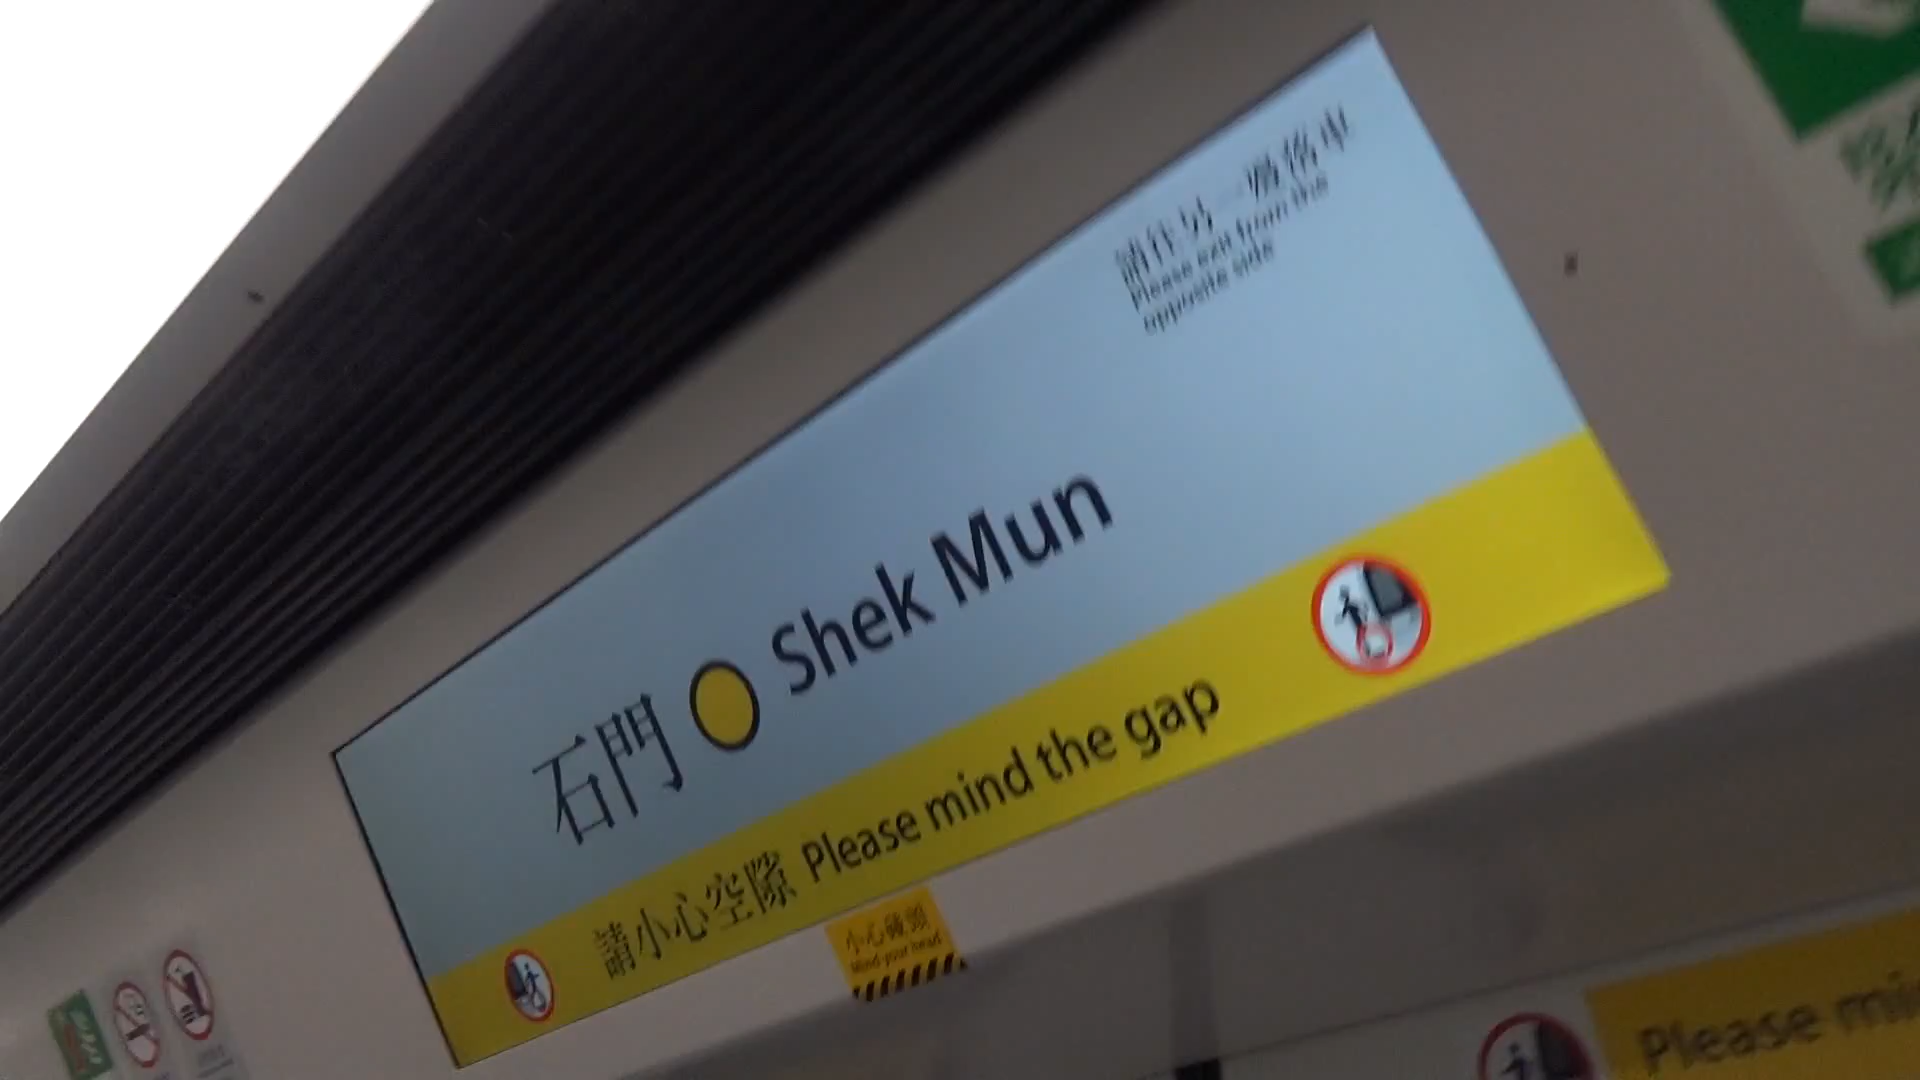 請往另一邊落車
Please exit from the
opposite side
石門 Shek Mun
請小心空隙 Please mind the gap
小心碰頭
Mind your head
Please